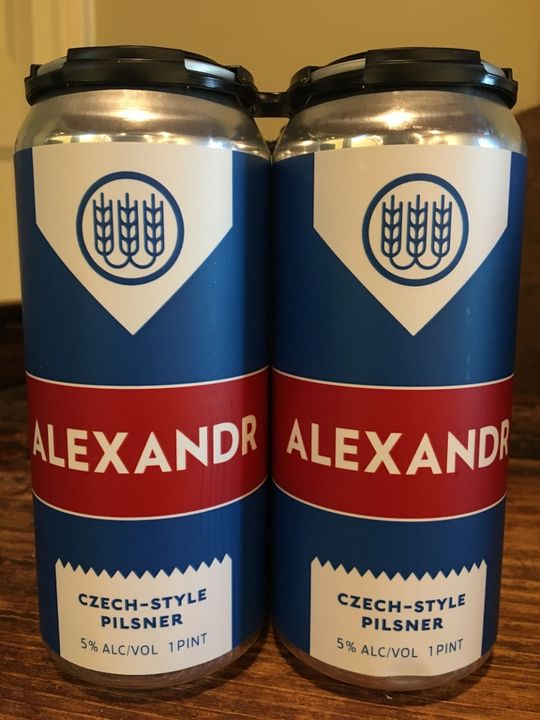 ALEXANDR
CZECH-STYLE
PILSNER
5% ALC/VOL 1 PINT
ALEXANDR
CZECH-STYLE
PILSNER
5% ALC/VOL 1 PINT